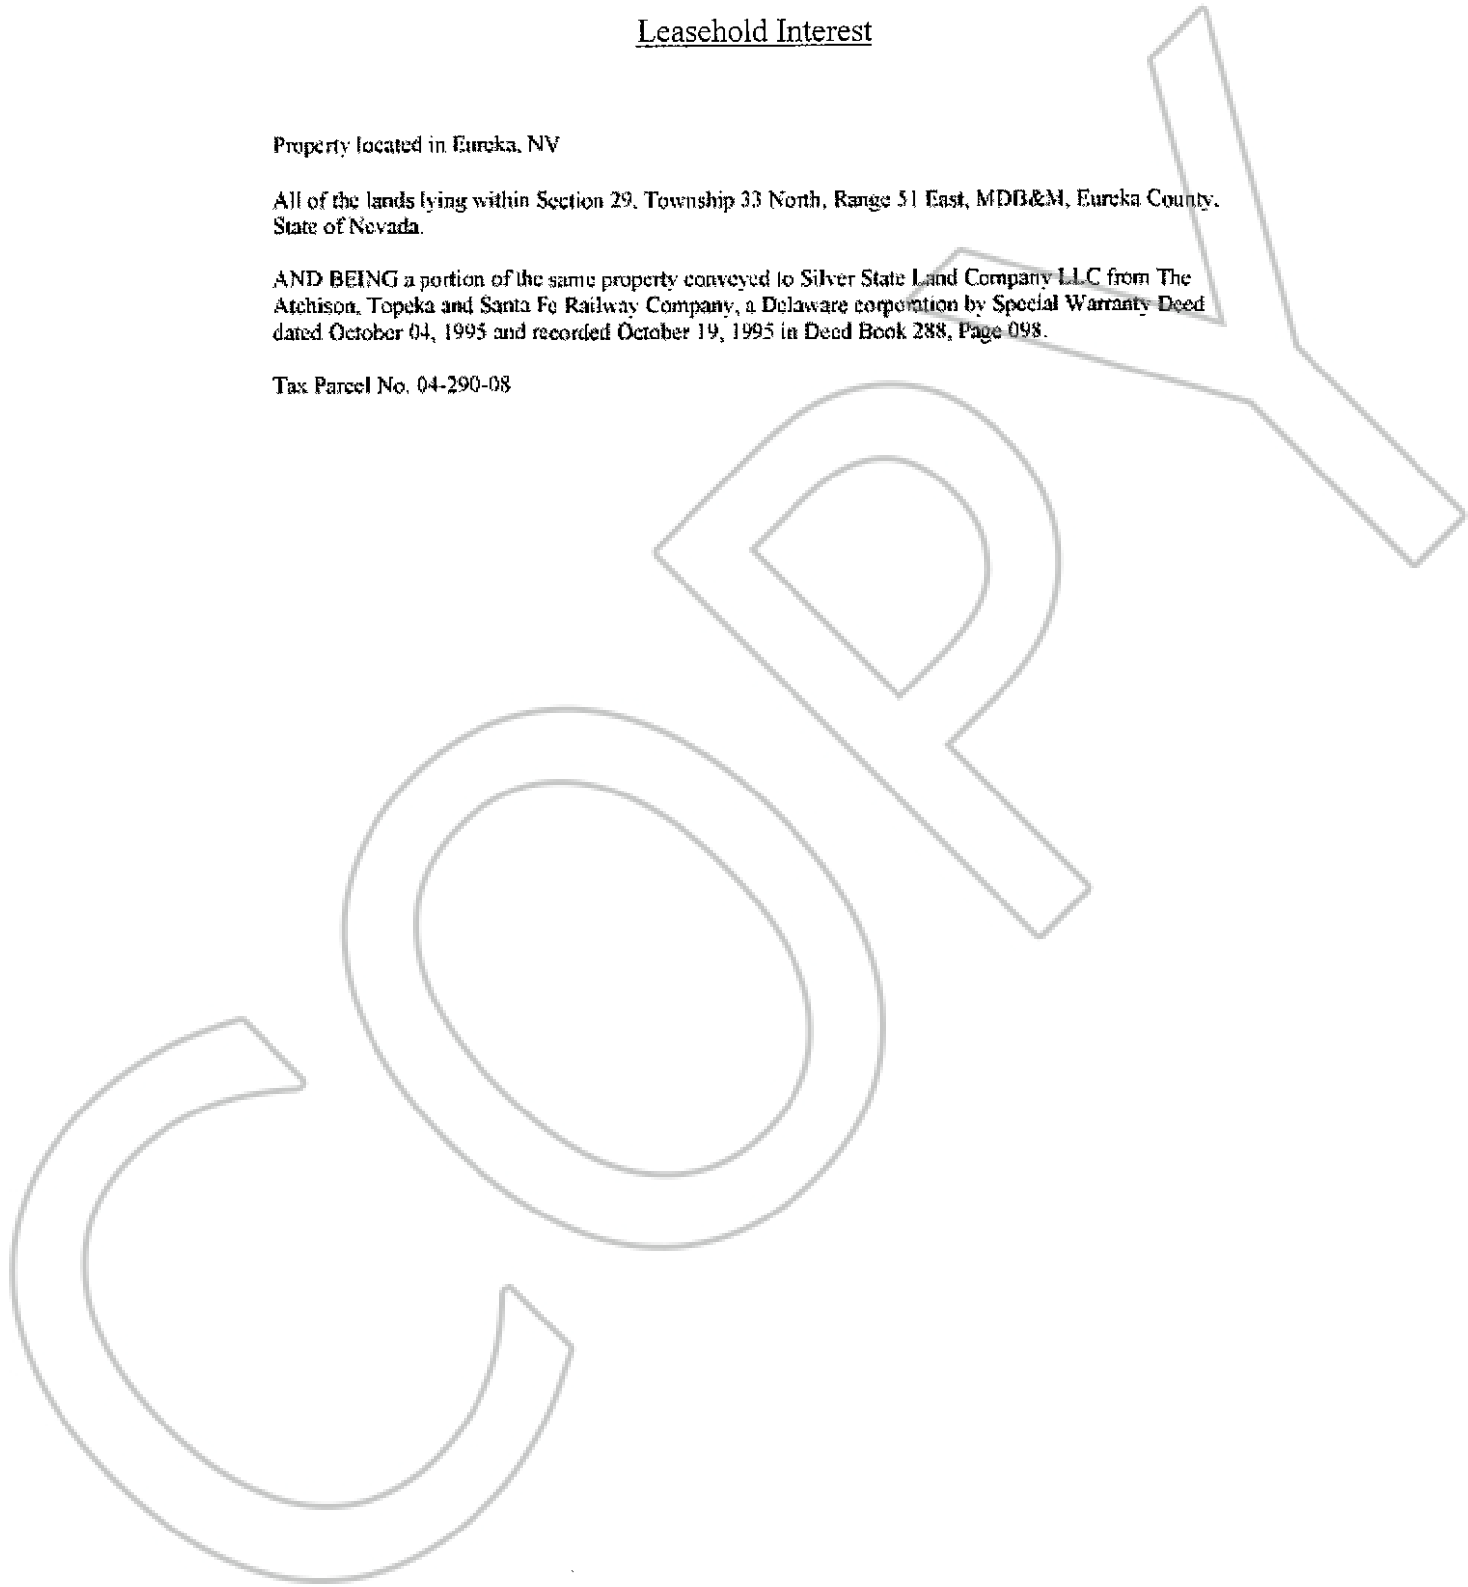 Leasehold Interest
Property located in Eureka, NV
All of the lands lying within Section 29, Township 33 North, Range 51 East, MDB&M, Eureka County,
State of Nevada.
AND BEING a portion of the same property conveyed to Silver State Land Company LLC from The
Atchison, Topeka and Santa Fe Railway Company, a Delaware corporation by Special Warranty Deed
dated October 04, 1995 and recorded October 19, 1995 in Deed Book 288, Page 098.
Tax Parcel No. 04-290-08
COPY